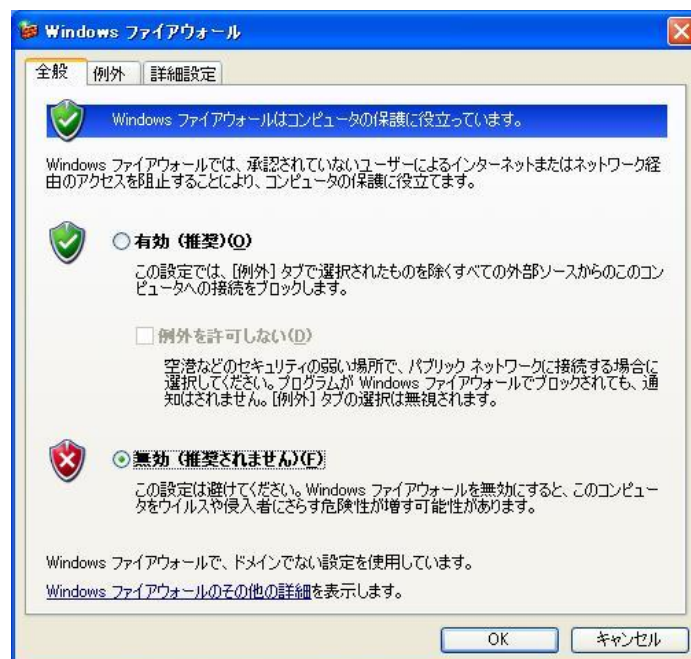 Windows ファイアウォール
全般
例外
詳細設定
Windows ファイアウォールはコンピュータの保護に役立っています。
Windows ファイアウォールでは、承認されていないユーザーによるインターネットまたはネットワーク経
由のアクセスを阻止することにより、コンピュータの保護に役立てます。
有効 (推奨)(O)
この設定では、[例外] タブで選択されたものを除くすべての外部ソースからのこのコン
ピュータへの接続をブロックします。
例外を許可しない(D)
空港などのセキュリティの弱い場所で、パブリック ネットワークに接続する場合に
選択してください。プログラムが Windows ファイアウォールでブロックされても、通
知はされません。[例外] タブの選択は無視されます。
無効 (推奨されません)(F)
この設定は避けてください。Windows ファイアウォールを無効にすると、このコンピュー
タをウイルスや侵入者にさらす危険性が増す可能性があります。
Windows ファイアウォールで、ドメインでない設定を使用しています。
Windows ファイアウォールのその他の詳細を表示します。
OK
キャンセル